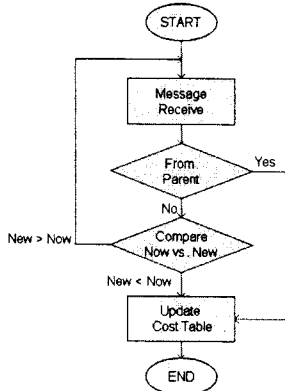 START
Message
Receive
From
Parent
Yes
No
New > Now
Compare
Now vs. New
New < Now
Update
Cost Table
END